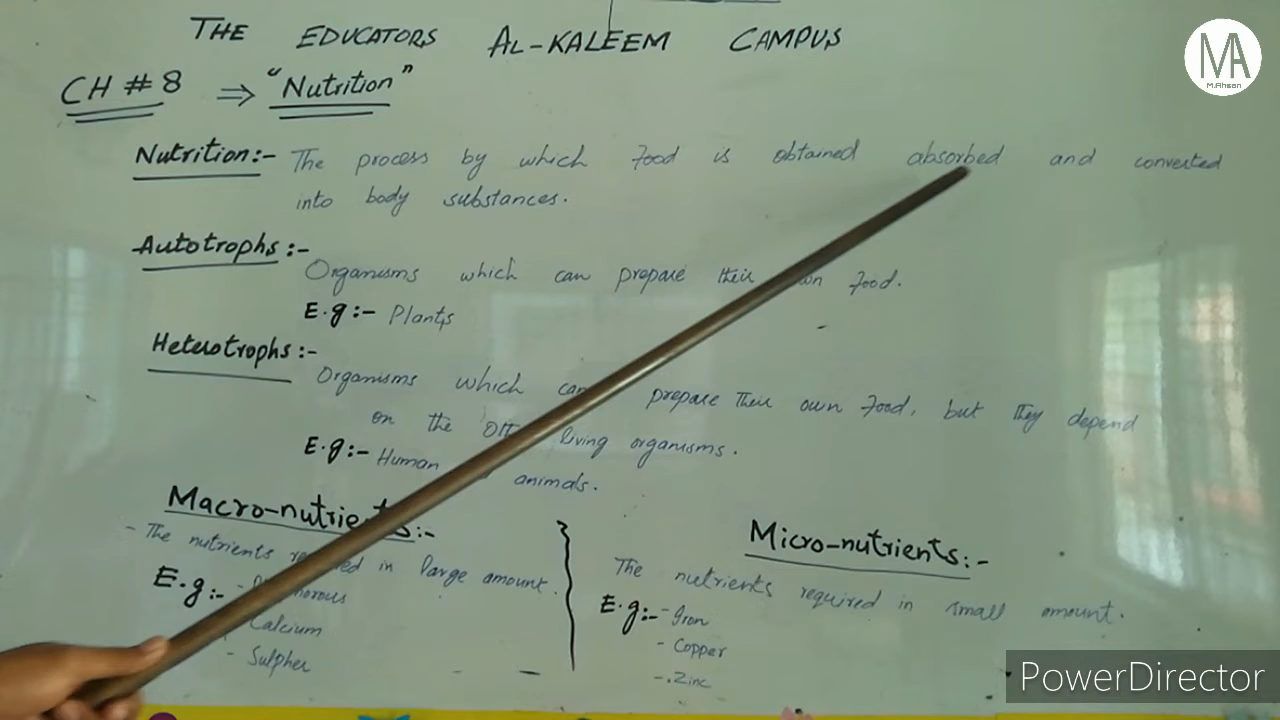 THE EDUCATORS AL-KALEEM CAMPUS
MA
M.Ahsan
CH # 8 ⇒ "Nutrition"
Nutrition:- The process by which food is obtained absorbed and converted
into body substances.
Autotrophs:-
Organisms which can prepare their own food.
E.g:- Plants
Heterotrophs:-
Organisms which prepare their own food, but they depend
on the living organisms.
E.g:- Human animals.
Macro-nutrients:-
- The nutrients required in large amount.
E.g:-
Calcium
- Sulpher
Micro-nutrients:-
The nutrients required in small amount.
E.g:- - Iron
- Copper
- Zinc
PowerDirector